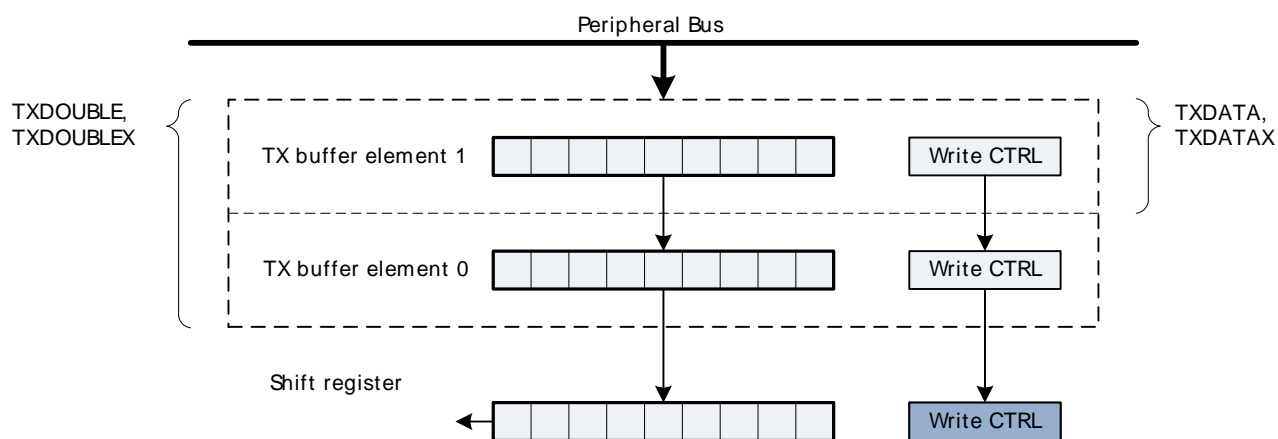 Peripheral Bus
TXDOUBLE,
TXDOUBLEX
TXDATA,
TXDATAX
TX buffer element 1
Write CTRL
TX buffer element 0
Write CTRL
Shift register
Write CTRL